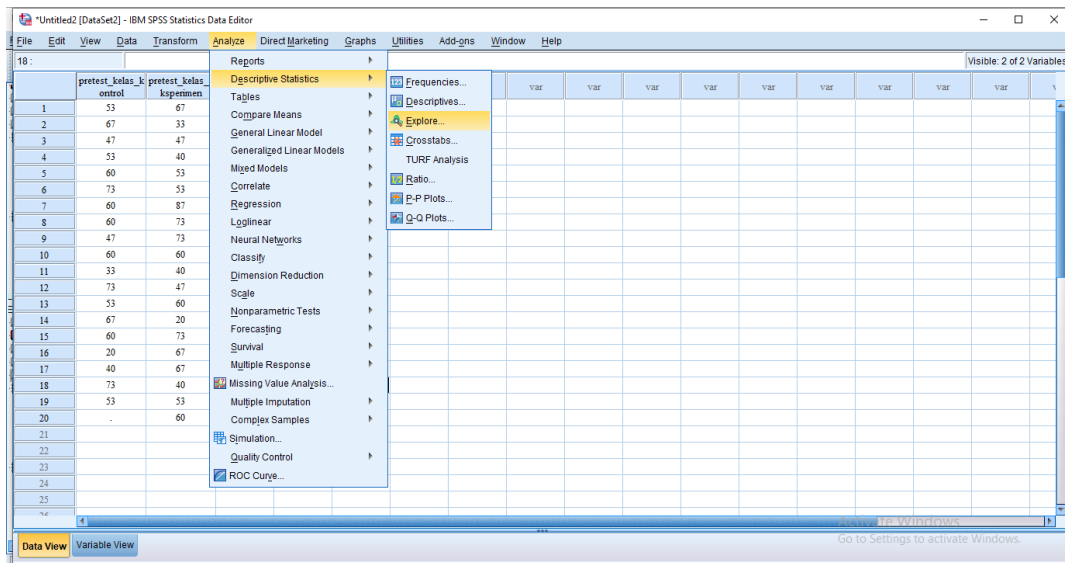 *Untitled2 [DataSet2] - IBM SPSS Statistics Data Editor
File Edit View Data Transform Analyze Direct Marketing Graphs Utilities Add-ons Window Help
18 :
Visible: 2 of 2 Variables
pretest_kelas_k pretest_kelas_
ontrol ksperimen var var var var var var var var var
1 53 67
2 67 33
3 47 47
4 53 40
5 60 53
6 73 53
7 60 87
8 60 73
9 47 73
10 60 60
11 33 40
12 73 47
13 53 60
14 67 20
15 60 73
16 20 67
17 40 67
18 73 40
19 53 53
20 . 60
21
22
23
24
25
26
Reports
Descriptive Statistics
Tables
Compare Means
General Linear Model
Generalized Linear Models
Mixed Models
Correlate
Regression
Loglinear
Neural Networks
Classify
Dimension Reduction
Scale
Nonparametric Tests
Forecasting
Survival
Multiple Response
Missing Value Analysis...
Multiple Imputation
Complex Samples
Simulation...
Quality Control
ROC Curve...
Frequencies...
Descriptives...
Explore...
Crosstabs...
TURF Analysis
Ratio...
P-P Plots...
Q-Q Plots...
Data View Variable View
Activate Windows
Go to Settings to activate Windows.